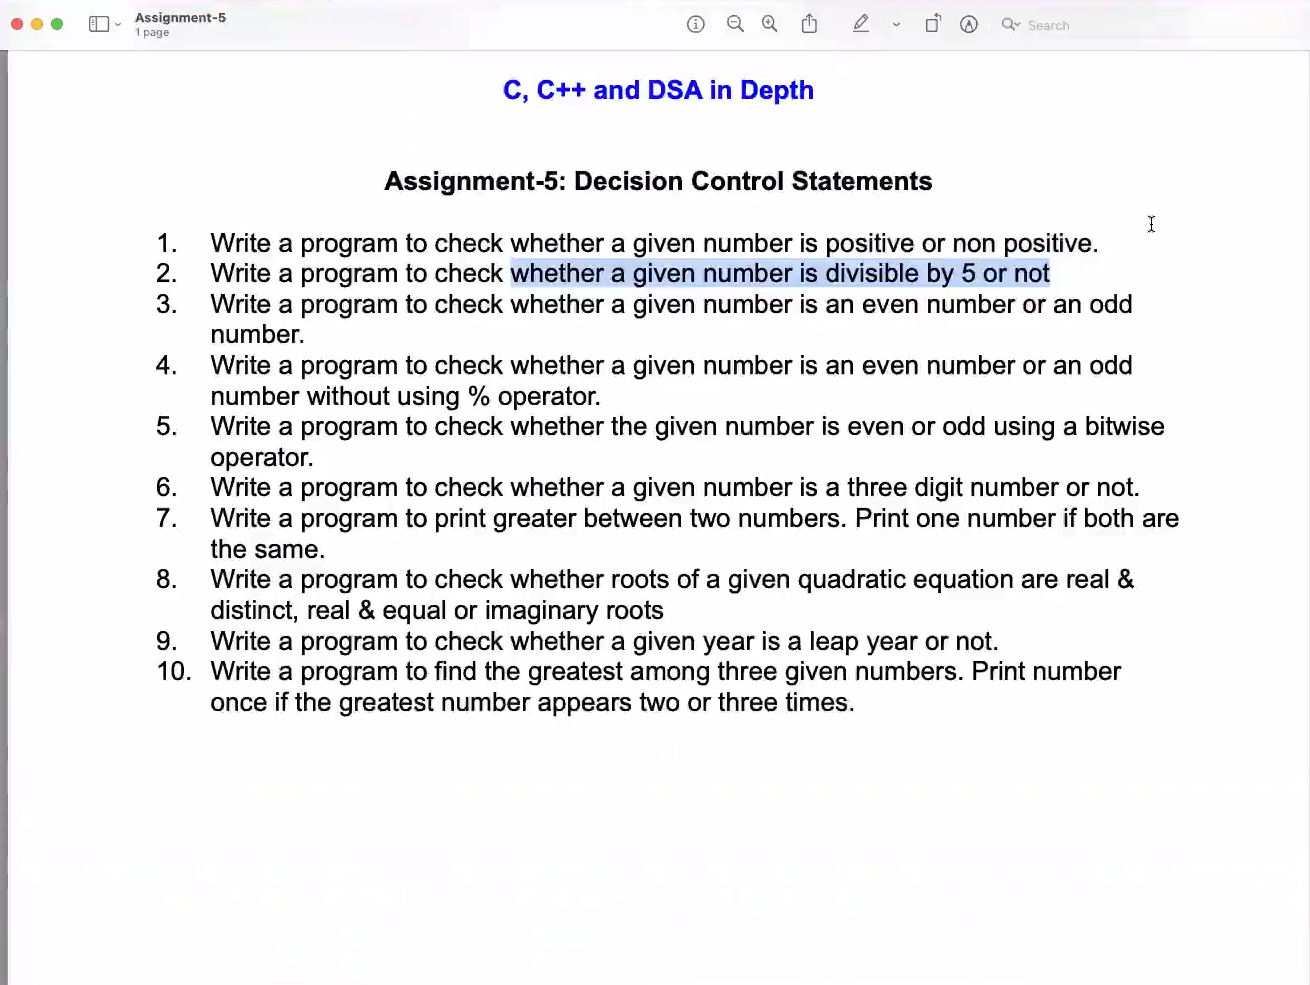 Assignment-5
1 page
Search
C, C++ and DSA in Depth
Assignment-5: Decision Control Statements
1. Write a program to check whether a given number is positive or non positive.
2. Write a program to check whether a given number is divisible by 5 or not
3. Write a program to check whether a given number is an even number or an odd
number.
4. Write a program to check whether a given number is an even number or an odd
number without using % operator.
5. Write a program to check whether the given number is even or odd using a bitwise
operator.
6. Write a program to check whether a given number is a three digit number or not.
7. Write a program to print greater between two numbers. Print one number if both are
the same.
8. Write a program to check whether roots of a given quadratic equation are real &
distinct, real & equal or imaginary roots
9. Write a program to check whether a given year is a leap year or not.
10. Write a program to find the greatest among three given numbers. Print number
once if the greatest number appears two or three times.